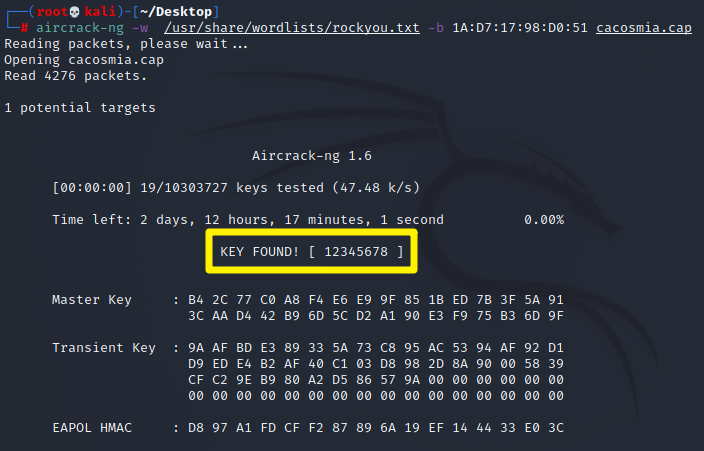 (root💀kali)-[~/Desktop]
# aircrack-ng -w  /usr/share/wordlists/rockyou.txt -b 1A:D7:17:98:D0:51 cacosmia.cap
Reading packets, please wait...
Opening cacosmia.cap
Read 4276 packets.
1 potential targets
Aircrack-ng 1.6
[00:00:00] 19/10303727 keys tested (47.48 k/s)
Time left: 2 days, 12 hours, 17 minutes, 1 second          0.00%
KEY FOUND! [ 12345678 ]
Master Key     : B4 2C 77 C0 A8 F4 E6 E9 9F 85 1B ED 7B 3F 5A 91
3C AA D4 42 B9 6D 5C D2 A1 90 E3 F9 75 B3 6D 9F
Transient Key  : 9A AF BD E3 89 33 5A 73 C8 95 AC 53 94 AF 92 D1
D9 ED E4 B2 AF 40 C1 03 D8 98 2D 8A 90 00 58 39
CF C2 9E B9 80 A2 D5 86 57 9A 00 00 00 00 00 00
00 00 00 00 00 00 00 00 00 00 00 00 00 00 00 00
EAPOL HMAC     : D8 97 A1 FD CF F2 87 89 6A 19 EF 14 44 33 E0 3C